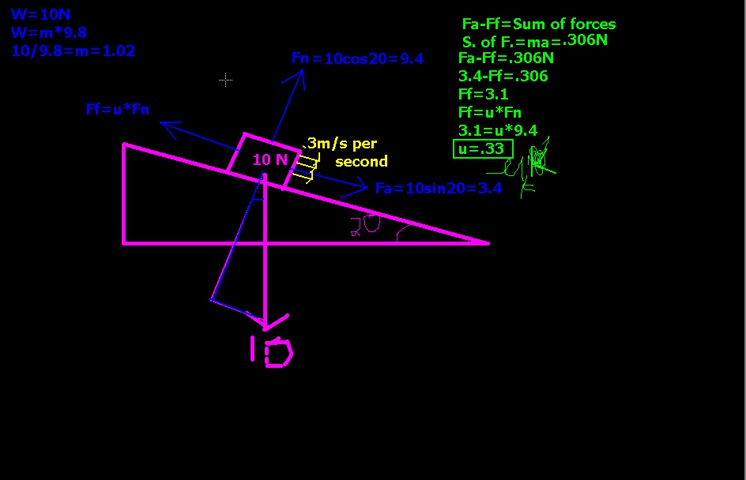 W=10N
W=m*9.8
10/9.8=m=1.02
Fn=10cos20=9.4
Ff=u*Fn
.3m/s per
second
10 N
Fa=10sin20=3.4
20
10
Fa-Ff=Sum of forces
S. of F.=ma=.306N
Fa-Ff=.306N
3.4-Ff=.306
Ff=3.1
Ff=u*Fn
3.1=u*9.4
u=.33